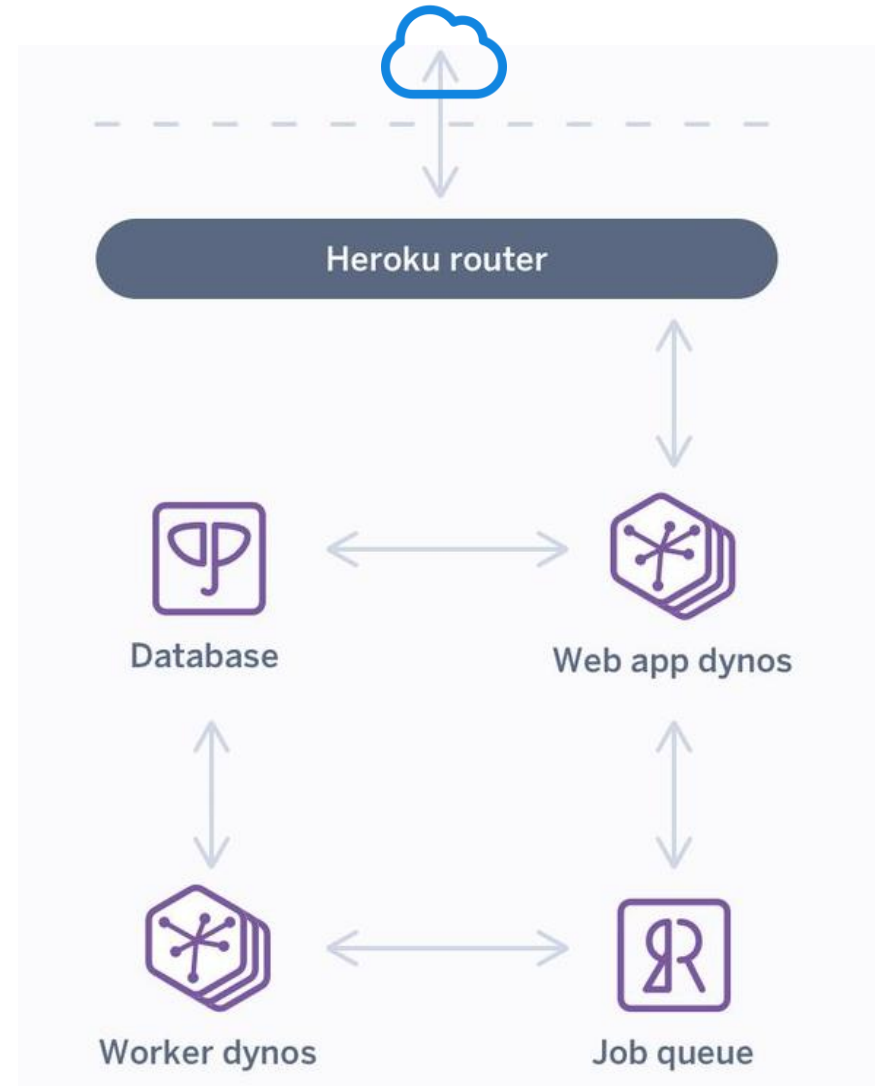 Heroku router
Database
Web app dynos
Worker dynos
Job queue